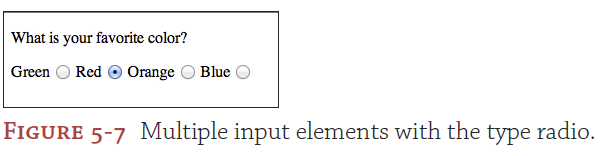 What is your favorite color?
Green Red Orange Blue
FIGURE 5-7 Multiple input elements with the type radio.